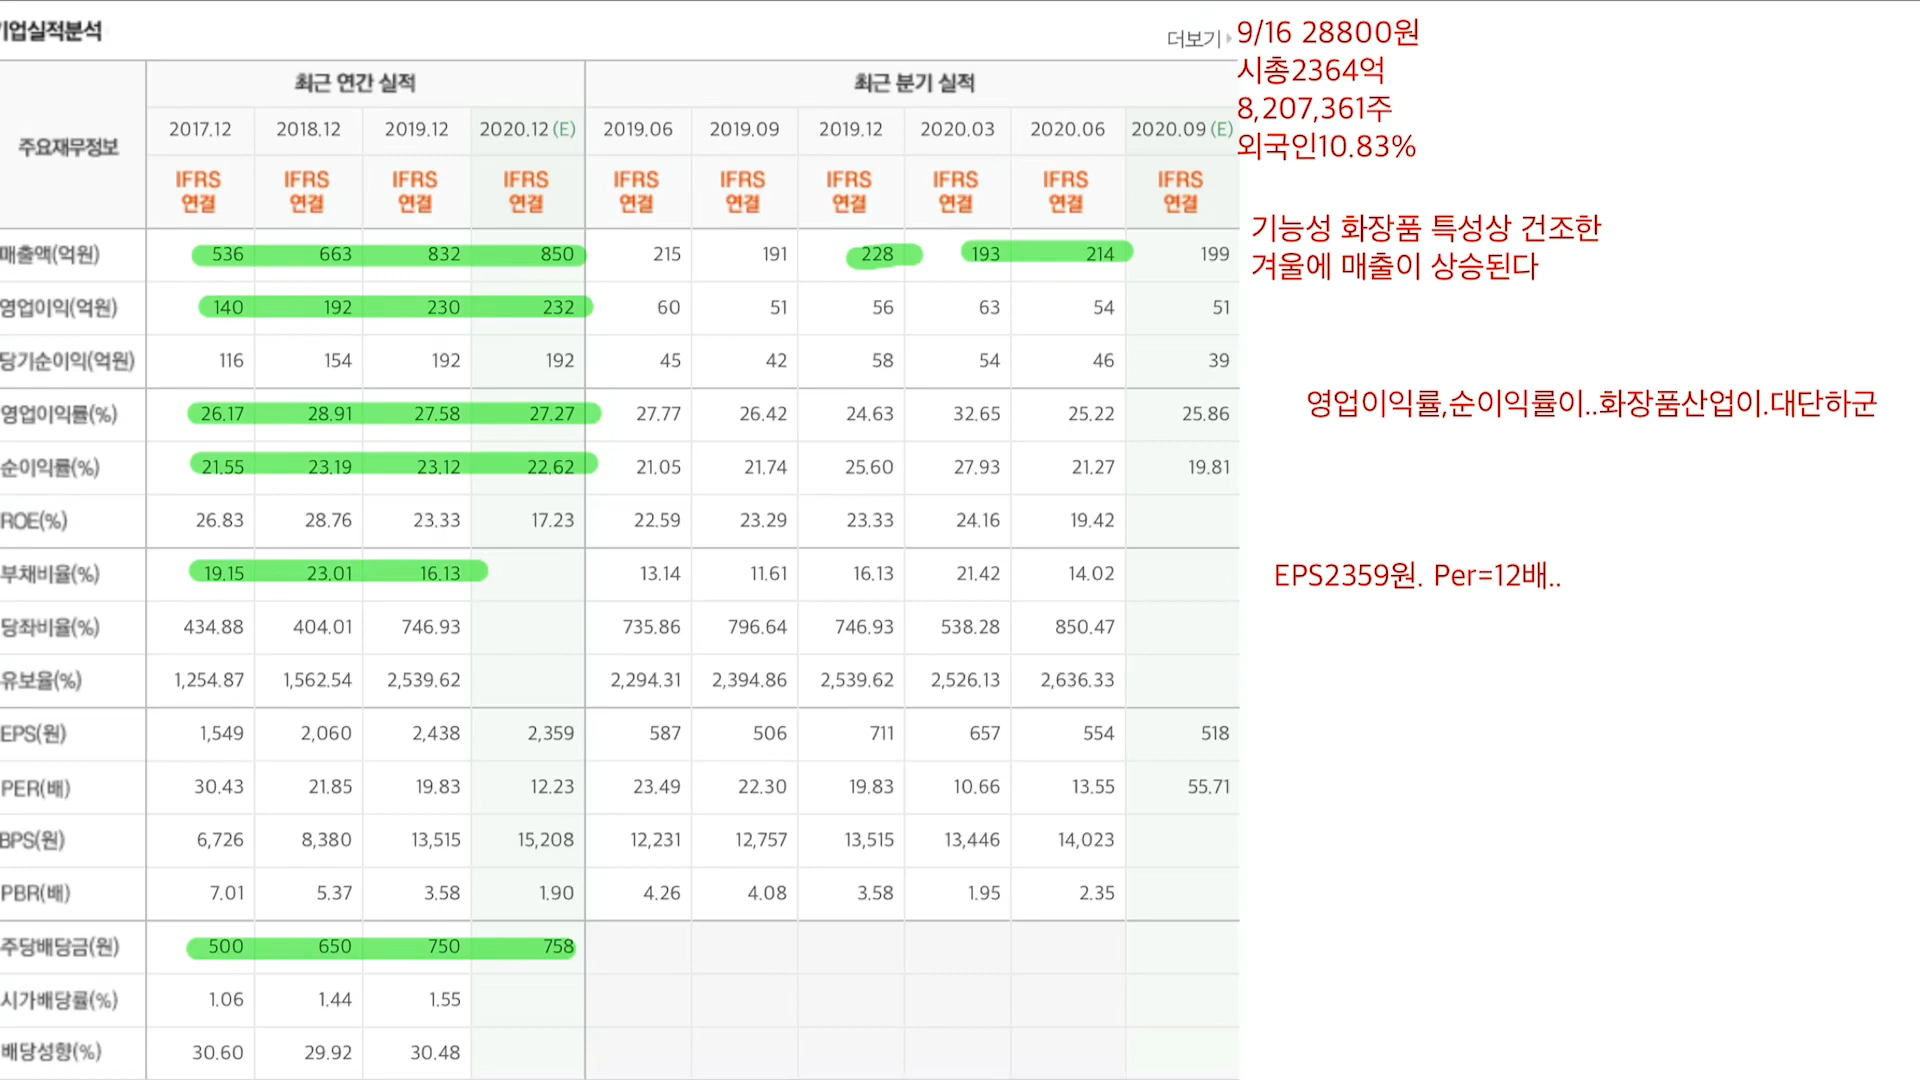 기업실적분석
더보기
주요재무정보 최근 연간 실적 최근 분기 실적
2017.12 2018.12 2019.12 2020.12 (E) 2019.06 2019.09 2019.12 2020.03 2020.06 2020.09 (E)
IFRS IFRS IFRS IFRS IFRS IFRS IFRS IFRS IFRS IFRS
연결 연결 연결 연결 연결 연결 연결 연결 연결 연결
매출액(억원) 536 663 832 850 215 191 228 193 214 199
영업이익(억원) 140 192 230 232 60 51 56 63 54 51
당기순이익(억원) 116 154 192 192 45 42 58 54 46 39
영업이익률(%) 26.17 28.91 27.58 27.27 27.77 26.42 24.63 32.65 25.22 25.86
순이익률(%) 21.55 23.19 23.12 22.62 21.05 21.74 25.60 27.93 21.27 19.81
ROE(%) 26.83 28.76 23.33 17.23 22.59 23.29 23.33 24.16 19.42
부채비율(%) 19.15 23.01 16.13 13.14 11.61 16.13 21.42 14.02
당좌비율(%) 434.88 404.01 746.93 735.86 796.64 746.93 538.28 850.47
유보율(%) 1,254.87 1,562.54 2,539.62 2,294.31 2,394.86 2,539.62 2,526.13 2,636.33
EPS(원) 1,549 2,060 2,438 2,359 587 506 711 657 554 518
PER(배) 30.43 21.85 19.83 12.23 23.49 22.30 19.83 10.66 13.55 55.71
BPS(원) 6,726 8,380 13,515 15,208 12,231 12,757 13,515 13,446 14,023
PBR(배) 7.01 5.37 3.58 1.90 4.26 4.08 3.58 1.95 2.35
주당배당금(원) 500 650 750 758
시가배당률(%) 1.06 1.44 1.55
배당성향(%) 30.60 29.92 30.48
9/16 28800원
시총2364억
8,207,361주
외국인10.83%
기능성 화장품 특성상 건조한
겨울에 매출이 상승된다
영업이익률,순이익률이..화장품산업이.대단하군
EPS2359원. Per=12배..